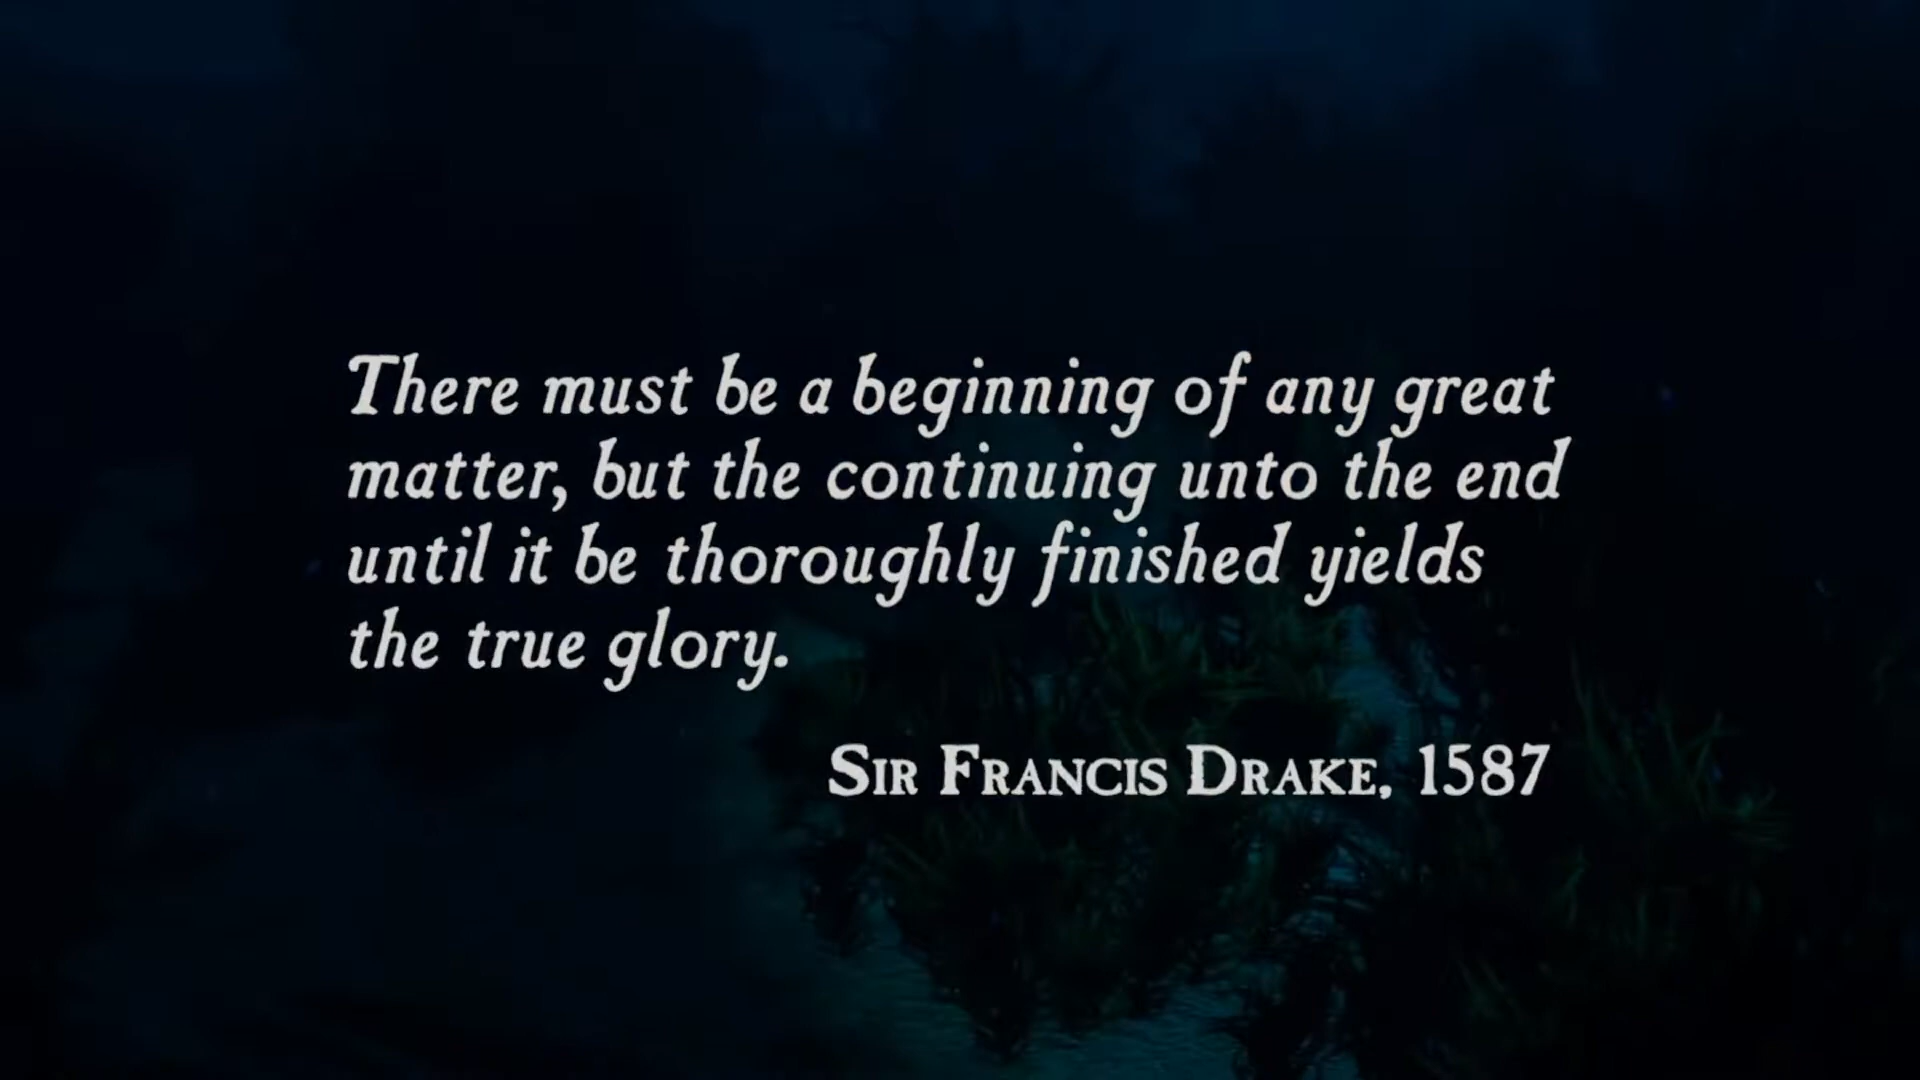 There must be a beginning of any great
matter, but the continuing unto the end
until it be thoroughly finished yields
the true glory.
Sir Francis Drake, 1587